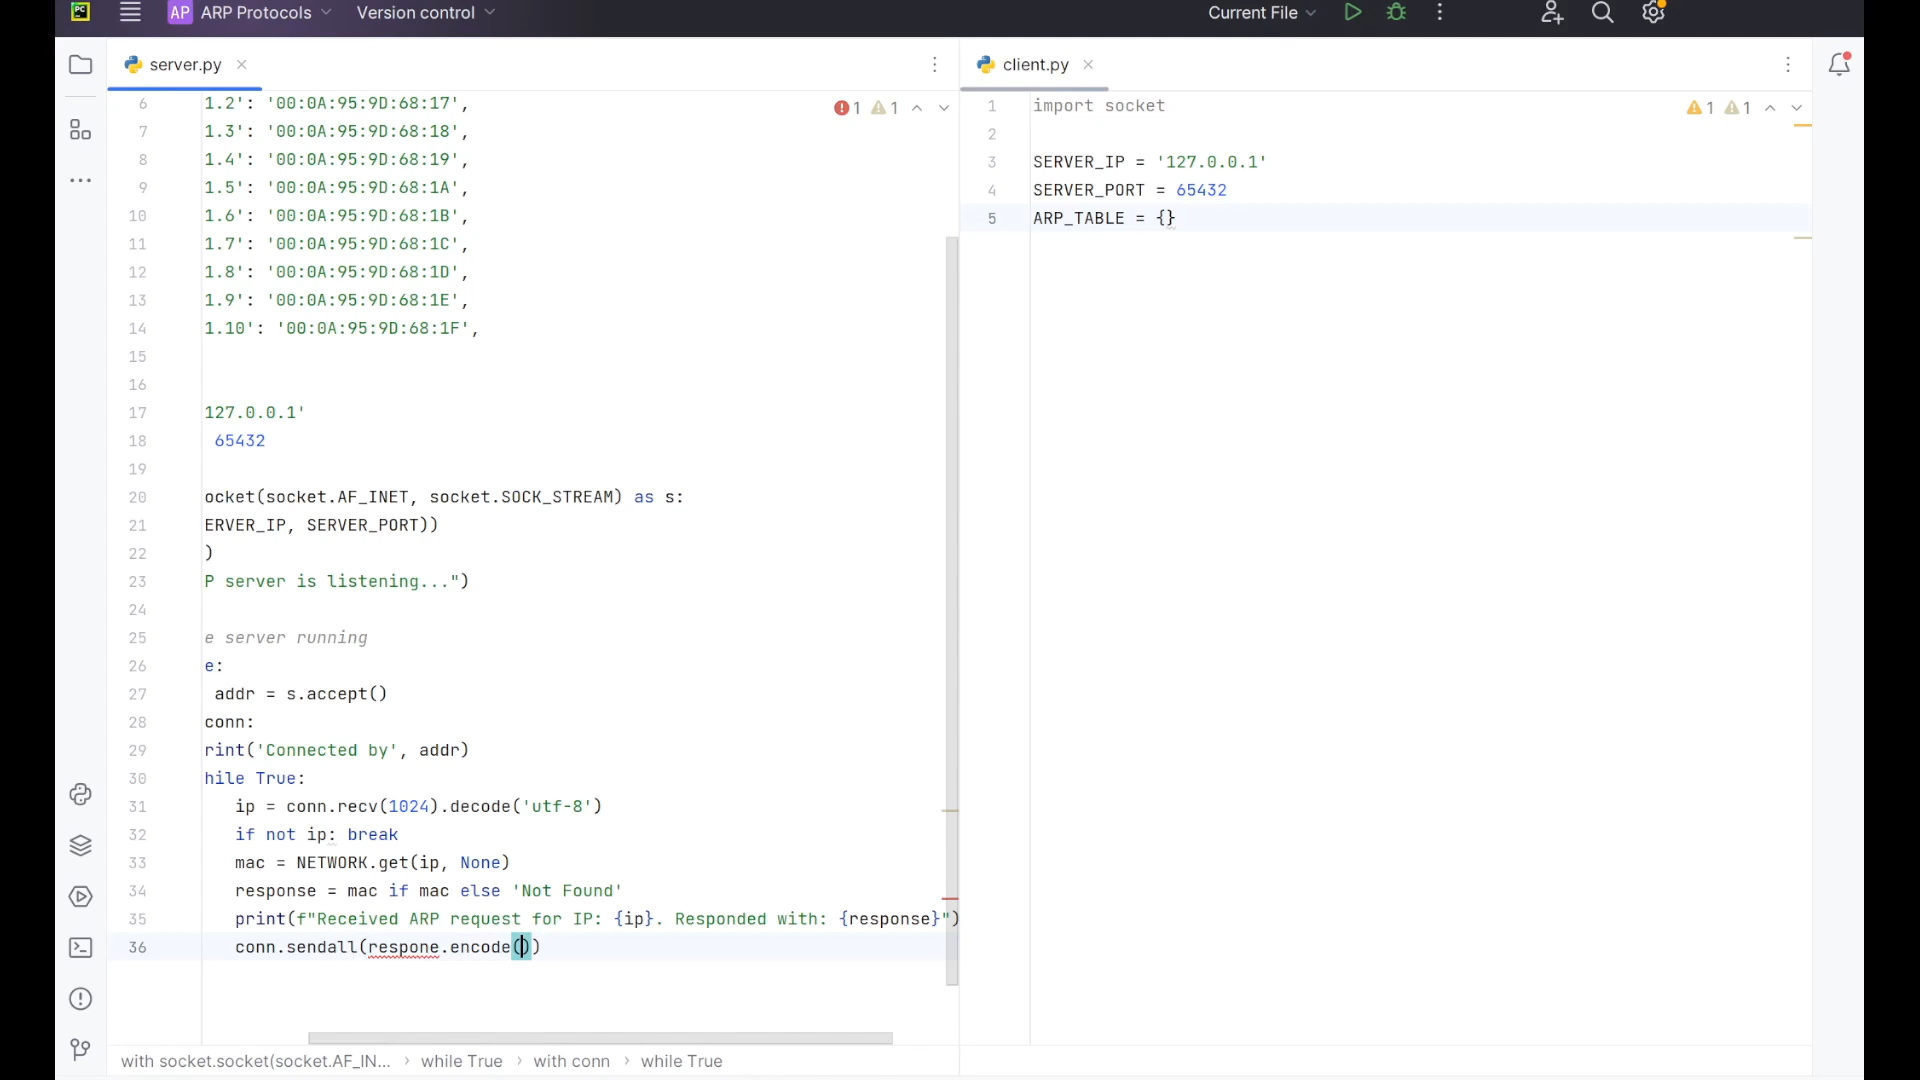 PC AP ARP Protocols Version control Current File
server.py
client.py
6 1.2': '00:0A:95:9D:68:17',
7 1.3': '00:0A:95:9D:68:18',
8 1.4': '00:0A:95:9D:68:19',
9 1.5': '00:0A:95:9D:68:1A',
10 1.6': '00:0A:95:9D:68:1B',
11 1.7': '00:0A:95:9D:68:1C',
12 1.8': '00:0A:95:9D:68:1D',
13 1.9': '00:0A:95:9D:68:1E',
14 1.10': '00:0A:95:9D:68:1F',
15
16
17 127.0.0.1'
18 65432
19
20 ocket(socket.AF_INET, socket.SOCK_STREAM) as s:
21 ERVER_IP, SERVER_PORT))
22 )
23 P server is listening...")
24
25 e server running
26 e:
27 addr = s.accept()
28 conn:
29 rint('Connected by', addr)
30 hile True:
31 ip = conn.recv(1024).decode('utf-8')
32 if not ip: break
33 mac = NETWORK.get(ip, None)
34 response = mac if mac else 'Not Found'
35 print(f"Received ARP request for IP: {ip}. Responded with: {response}")
36 conn.sendall(respone.encode())
1 1
with socket.socket(socket.AF_IN... › while True › with conn › while True
1 import socket
2
3 SERVER_IP = '127.0.0.1'
4 SERVER_PORT = 65432
5 ARP_TABLE = {}
1 1